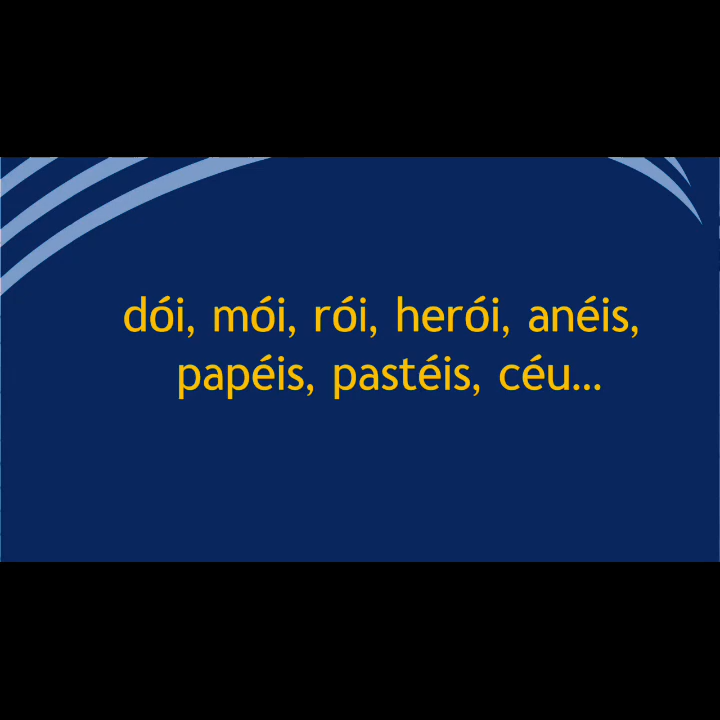 dói, mói, rói, herói, anéis,
papéis, pastéis, céu...